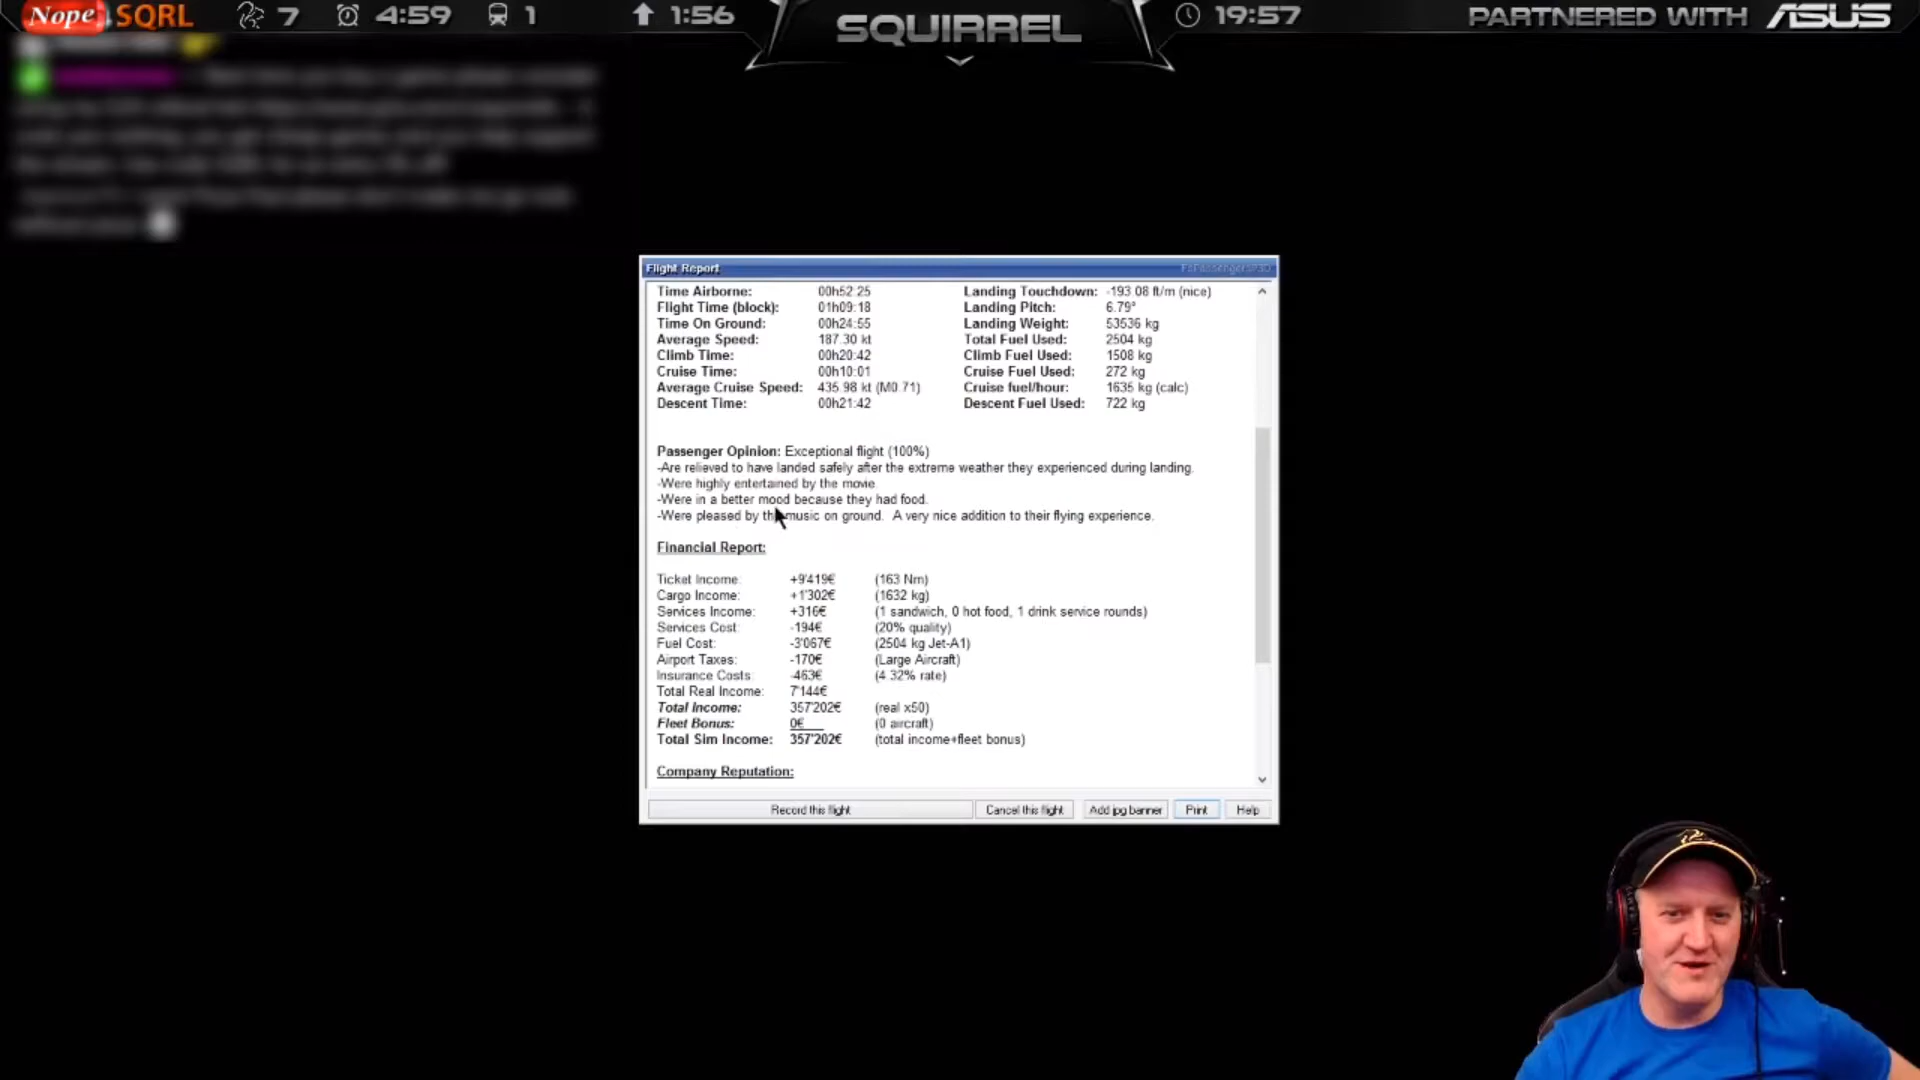 Nope SQRL 7 4:59 1 1:56 SQUIRREL 19:57 PARTNERED WITH ASUS
Flight Report FsPassengersP3D
Time Airborne: 00h52:25 Landing Touchdown: -193.08 ft/m (nice)
Flight Time (block): 01h09:18 Landing Pitch: 6.79°
Time On Ground: 00h24:55 Landing Weight: 53536 kg
Average Speed: 187.30 kt Total Fuel Used: 2504 kg
Climb Time: 00h20:42 Climb Fuel Used: 1508 kg
Cruise Time: 00h10:01 Cruise Fuel Used: 272 kg
Average Cruise Speed: 435.98 kt (M0.71) Cruise fuel/hour: 1635 kg (calc)
Descent Time: 00h21:42 Descent Fuel Used: 722 kg
Passenger Opinion: Exceptional flight (100%)
-Are relieved to have landed safely after the extreme weather they experienced during landing.
-Were highly entertained by the movie.
-Were in a better mood because they had food.
-Were pleased by the music on ground. A very nice addition to their flying experience.
Financial Report:
Ticket Income: +9'419€ (163 Nm)
Cargo Income: +1'302€ (1632 kg)
Services Income: +316€ (1 sandwich, 0 hot food, 1 drink service rounds)
Services Cost: -194€ (20% quality)
Fuel Cost: -3'067€ (2504 kg Jet-A1)
Airport Taxes: -170€ (Large Aircraft)
Insurance Costs: -463€ (4.32% rate)
Total Real Income: 7'144€
Total Income: 357'202€ (real x50)
Fleet Bonus: 0€ (0 aircraft)
Total Sim Income: 357'202€ (total income+fleet bonus)
Company Reputation:
Record this flight Cancel this flight Add jpg banner Print Help